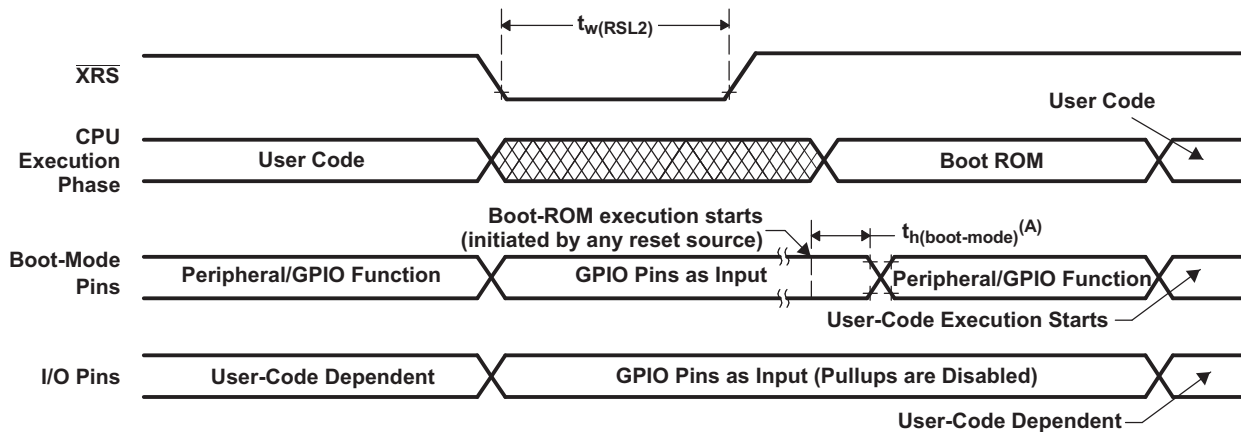 tw(RSL2)
XRS
User Code
CPU
Execution
Phase
User Code
Boot ROM
Boot-ROM execution starts
(initiated by any reset source)
th(boot-mode)(A)
Boot-Mode
Pins
Peripheral/GPIO Function
GPIO Pins as Input
Peripheral/GPIO Function
User-Code Execution Starts
I/O Pins
User-Code Dependent
GPIO Pins as Input (Pullups are Disabled)
User-Code Dependent